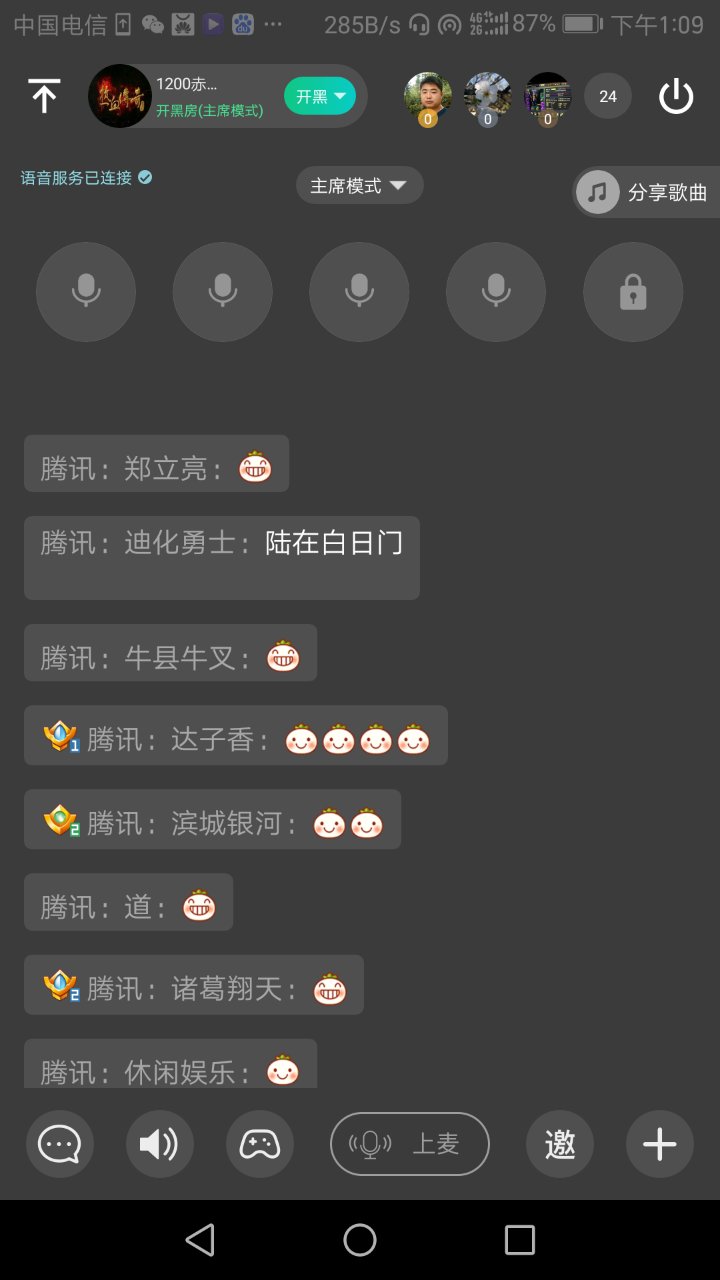 中国电信 285B/s 4G 2G 87% 下午1:09
热血传奇
1200赤...
开黑房(主席模式)
开黑
0
0
0
24
语音服务已连接
主席模式
分享歌曲
腾讯：郑立亮：
腾讯：迪化勇士：陆在白日门
腾讯：牛县牛叉：
1 腾讯：达子香：
2 腾讯：滨城银河：
腾讯：道：
2 腾讯：诸葛翔天：
腾讯：休闲娱乐：
上麦
邀